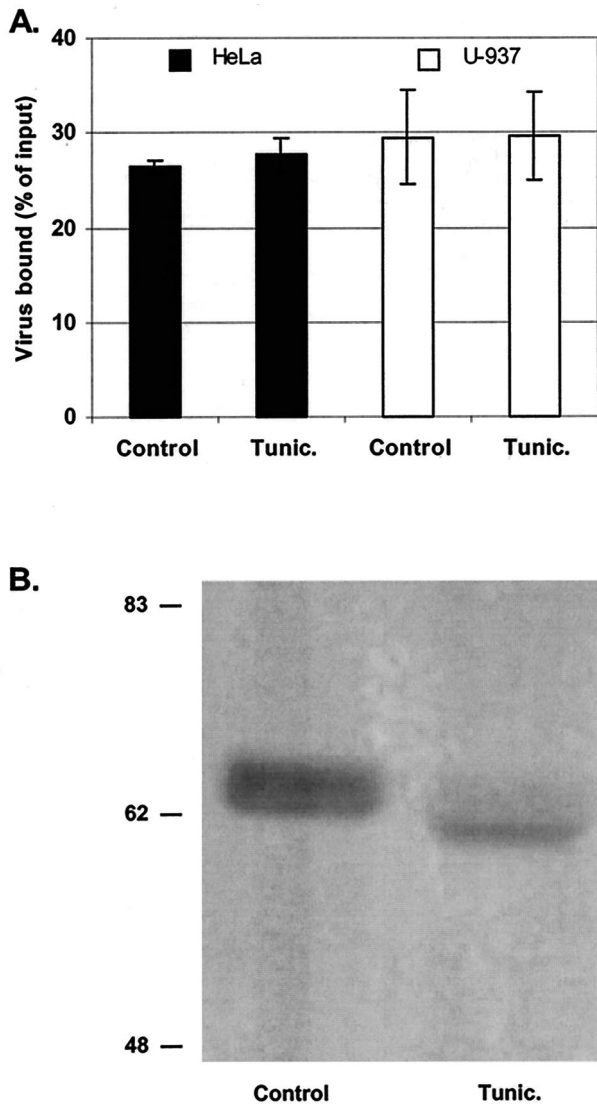 A.
Virus bound (% of input)
40
30
20
10
0
HeLa
U-937
Control Tunic. Control Tunic.
B.
83
62
48
Control Tunic.